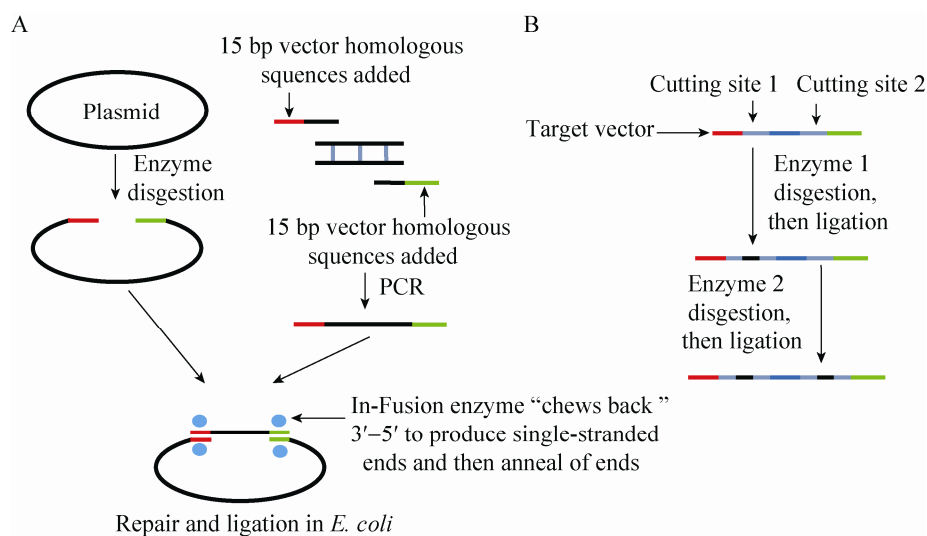 A
15 bp vector homologous
squences added
Plasmid
Enzyme
disgestion
15 bp vector homologous
squences added
PCR
In-Fusion enzyme “chews back ”
3′–5′ to produce single-stranded
ends and then anneal of ends
Repair and ligation in E. coli
B
Cutting site 1
Cutting site 2
Target vector
Enzyme 1
disgestion,
then ligation
Enzyme 2
disgestion,
then ligation